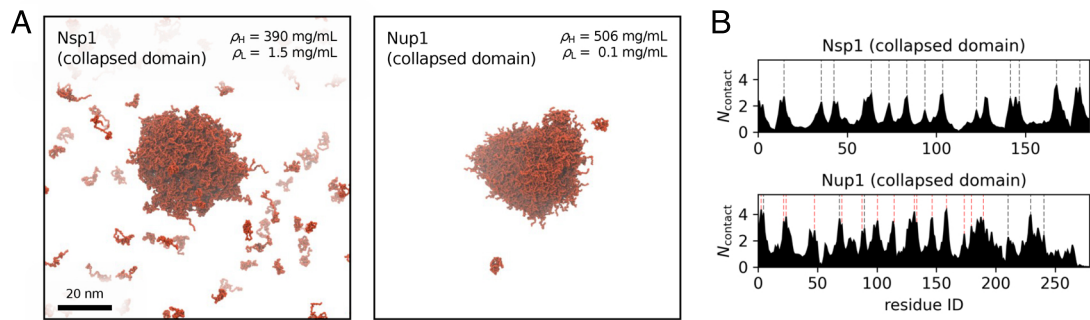 A
Nsp1
(collapsed domain)
ρH = 390 mg/mL
ρL = 1.5 mg/mL
20 nm
Nup1
(collapsed domain)
ρH = 506 mg/mL
ρL = 0.1 mg/mL
B
Nsp1 (collapsed domain)
Ncontact
4
2
0
0 50 100 150
Nup1 (collapsed domain)
Ncontact
4
2
0
0 50 100 150 200 250
residue ID